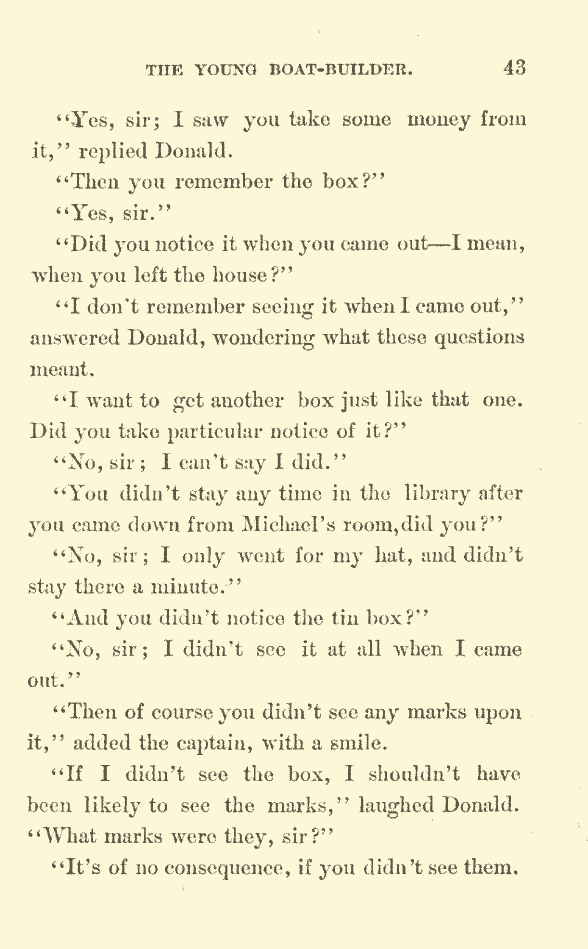 THE YOUNG BOAT-BUILDER. 43
"Yes, sir; I saw you take some money from
it," replied Donald.
"Then you remember the box?"
"Yes, sir."
"Did you notice it when you came out—I mean,
when you left the house?"
"I don't remember seeing it when I came out,"
answered Donald, wondering what these questions
meant.
"I want to get another box just like that one.
Did you take particular notice of it?"
"No, sir; I can't say I did."
"You didn't stay any time in the library after
you came down from Michael's room, did you?"
"No, sir; I only went for my hat, and didn't
stay there a minute."
"And you didn't notice the tin box?"
"No, sir; I didn't see it at all when I came
out."
"Then of course you didn't see any marks upon
it," added the captain, with a smile.
"If I didn't see the box, I shouldn't have
been likely to see the marks," laughed Donald.
"What marks were they, sir?"
"It's of no consequence, if you didn't see them.